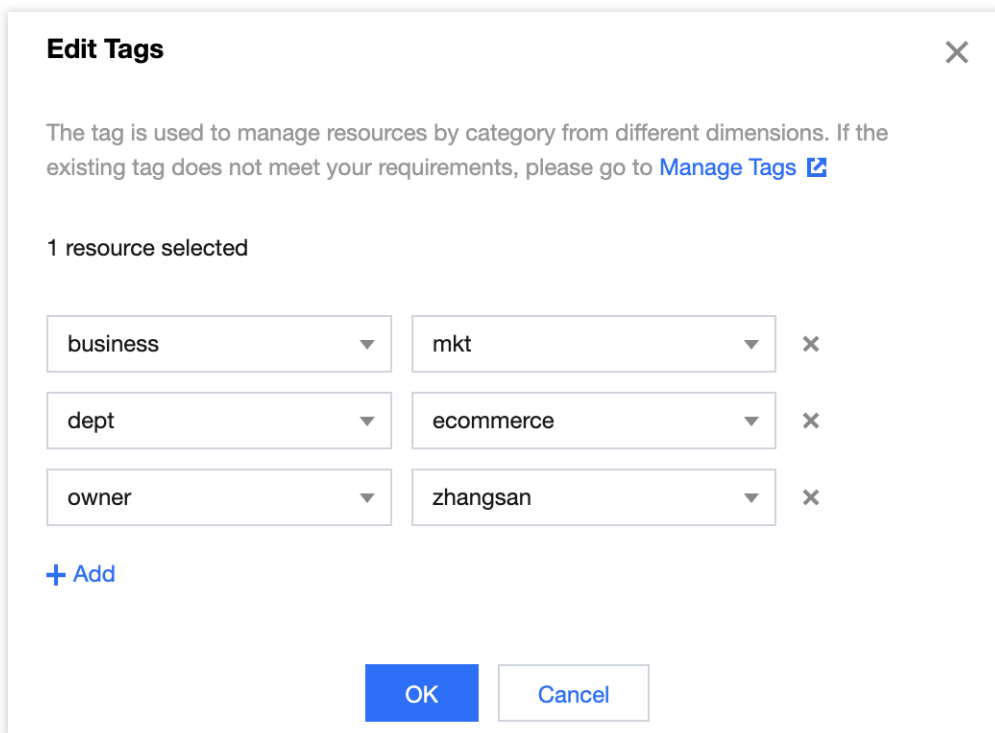 Edit Tags
The tag is used to manage resources by category from different dimensions. If the
existing tag does not meet your requirements, please go to Manage Tags
1 resource selected
business mkt
dept ecommerce
owner zhangsan
Add
OK Cancel